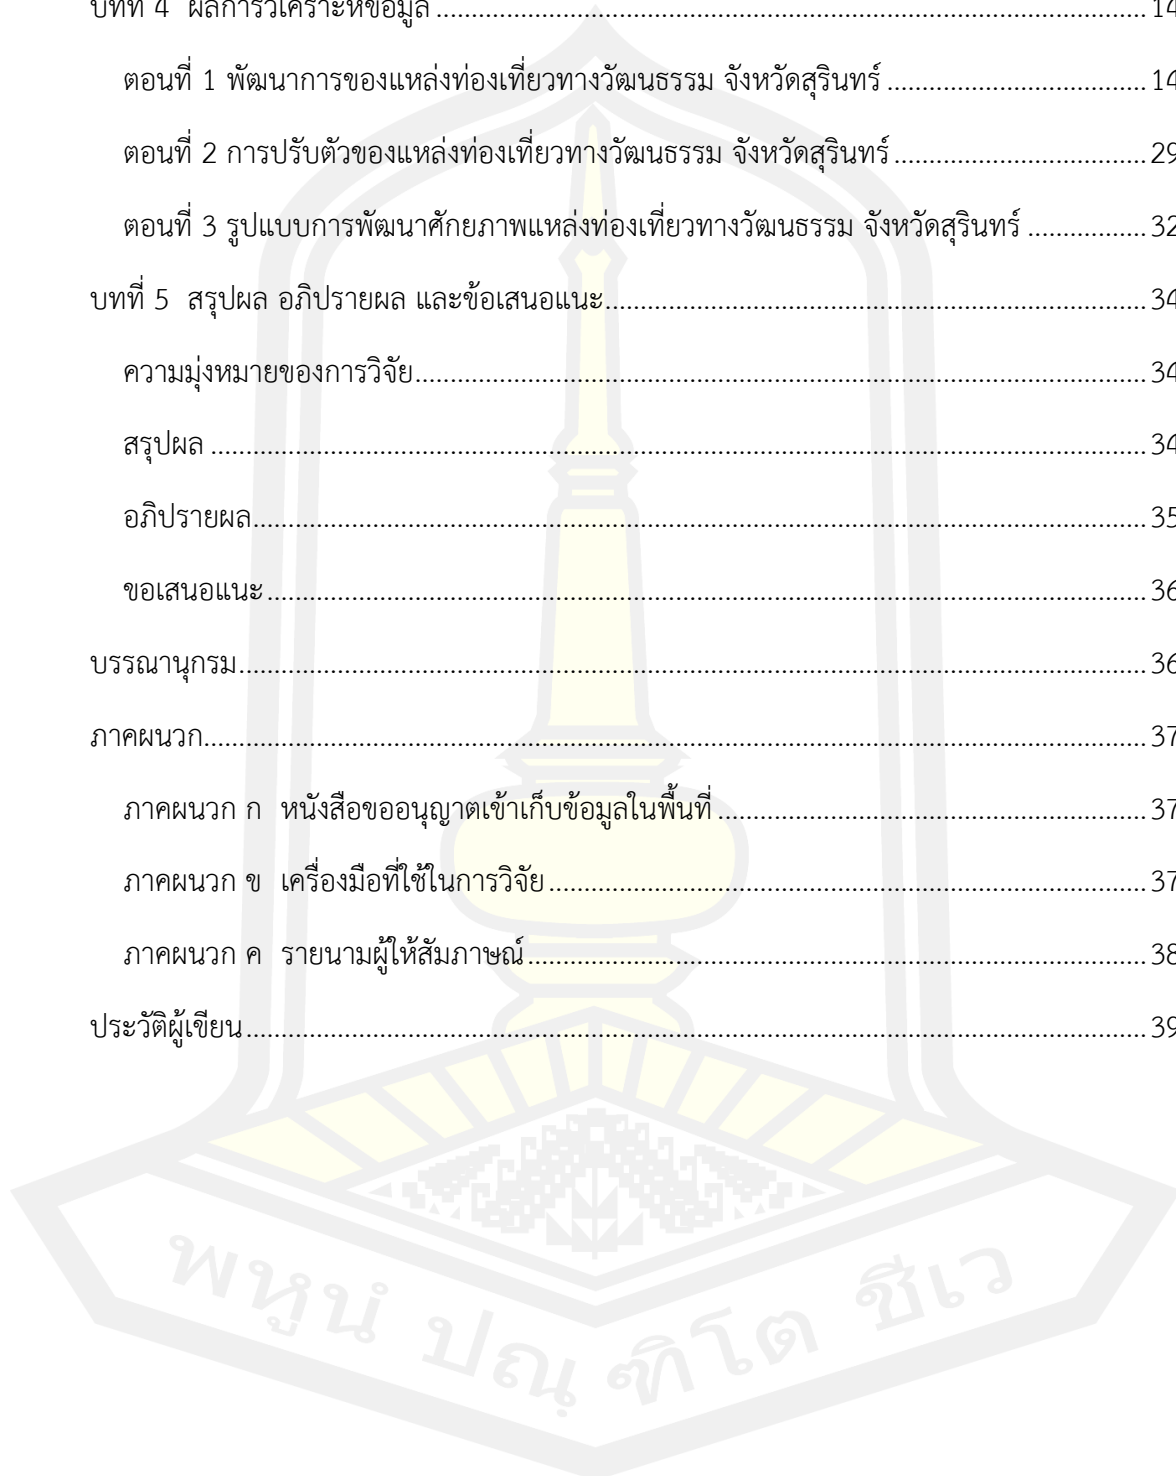 บทที่ 4 ผลการวิเคราะห์ข้อมูล ........ 14
ตอนที่ 1 พัฒนาการของแหล่งท่องเที่ยวทางวัฒนธรรม จังหวัดสุรินทร์ ........ 14
ตอนที่ 2 การปรับตัวของแหล่งท่องเที่ยวทางวัฒนธรรม จังหวัดสุรินทร์ ........ 29
ตอนที่ 3 รูปแบบการพัฒนาศักยภาพแหล่งท่องเที่ยวทางวัฒนธรรม จังหวัดสุรินทร์ ........ 32
บทที่ 5 สรุปผล อภิปรายผล และข้อเสนอแนะ ........ 34
ความมุ่งหมายของการวิจัย ........ 34
สรุปผล ........ 34
อภิปรายผล ........ 35
ขอเสนอแนะ ........ 36
บรรณานุกรม ........ 36
ภาคผนวก ........ 37
ภาคผนวก ก หนังสือขออนุญาตเข้าเก็บข้อมูลในพื้นที่ ........ 37
ภาคผนวก ข เครื่องมือที่ใช้ในการวิจัย ........ 37
ภาคผนวก ค รายนามผู้ให้สัมภาษณ์ ........ 38
ประวัติผู้เขียน ........ 39
พหูนํ ปณฺฑิโต ชีเว